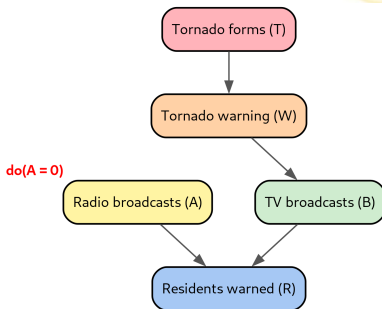 Tornado forms (T)
Tornado warning (W)
do(A = 0)
Radio broadcasts (A)
TV broadcasts (B)
Residents warned (R)